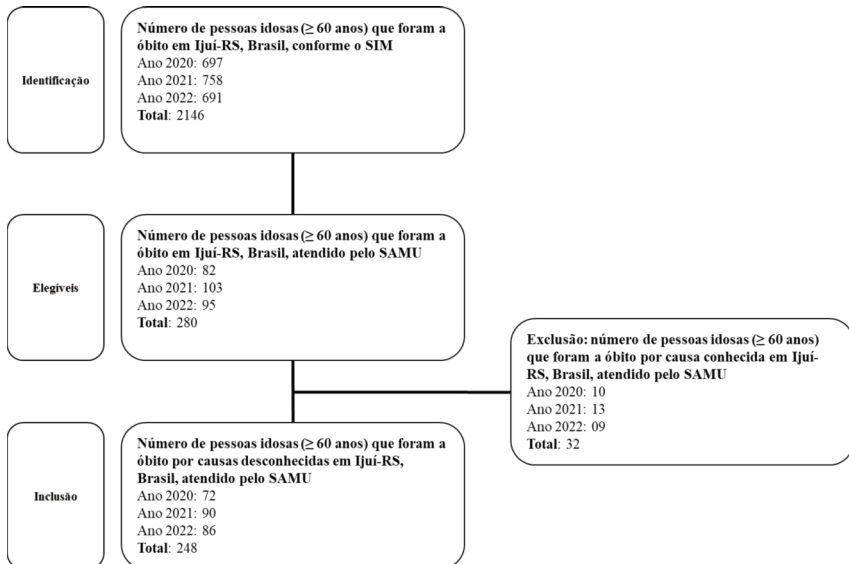 Identificação
Número de pessoas idosas (≥ 60 anos) que foram a
óbito em Ijuí-RS, Brasil, conforme o SIM
Ano 2020: 697
Ano 2021: 758
Ano 2022: 691
Total: 2146
Elegíveis
Número de pessoas idosas (≥ 60 anos) que foram a
óbito em Ijuí-RS, Brasil, atendido pelo SAMU
Ano 2020: 82
Ano 2021: 103
Ano 2022: 95
Total: 280
Exclusão: número de pessoas idosas (≥ 60 anos)
que foram a óbito por causa conhecida em Ijuí-
RS, Brasil, atendido pelo SAMU
Ano 2020: 10
Ano 2021: 13
Ano 2022: 09
Total: 32
Inclusão
Número de pessoas idosas (≥ 60 anos) que foram a
óbito por causas desconhecidas em Ijuí-RS,
Brasil, atendido pelo SAMU
Ano 2020: 72
Ano 2021: 90
Ano 2022: 86
Total: 248